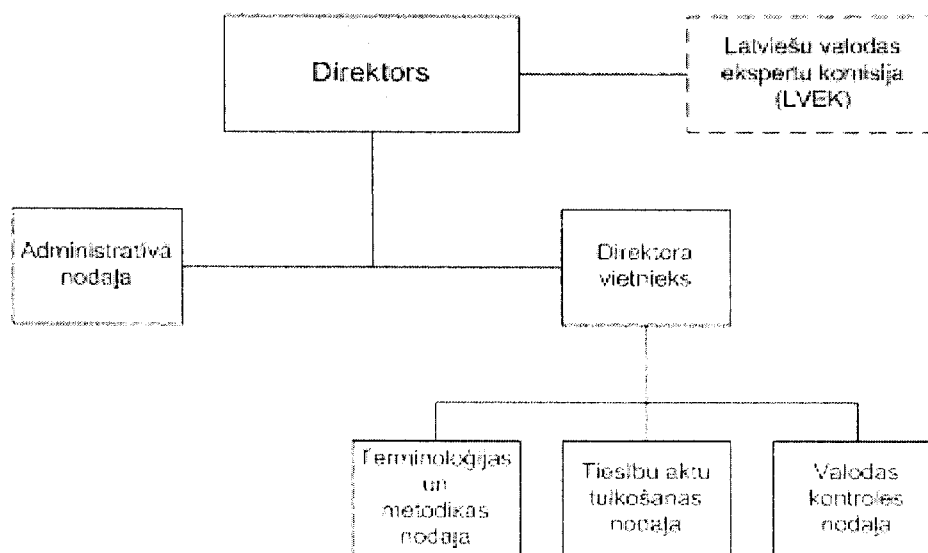 Direktors
Latviešu valodas
ekspertu komisija
(LVEK)
Administratīvā
nodaļa
Direktora
vietnieks
Terminoloģijas
un
metodikas
nodaļa
Tiesību aktu
tulkošanas
nodaļa
Valodas
kontroles
nodaļa